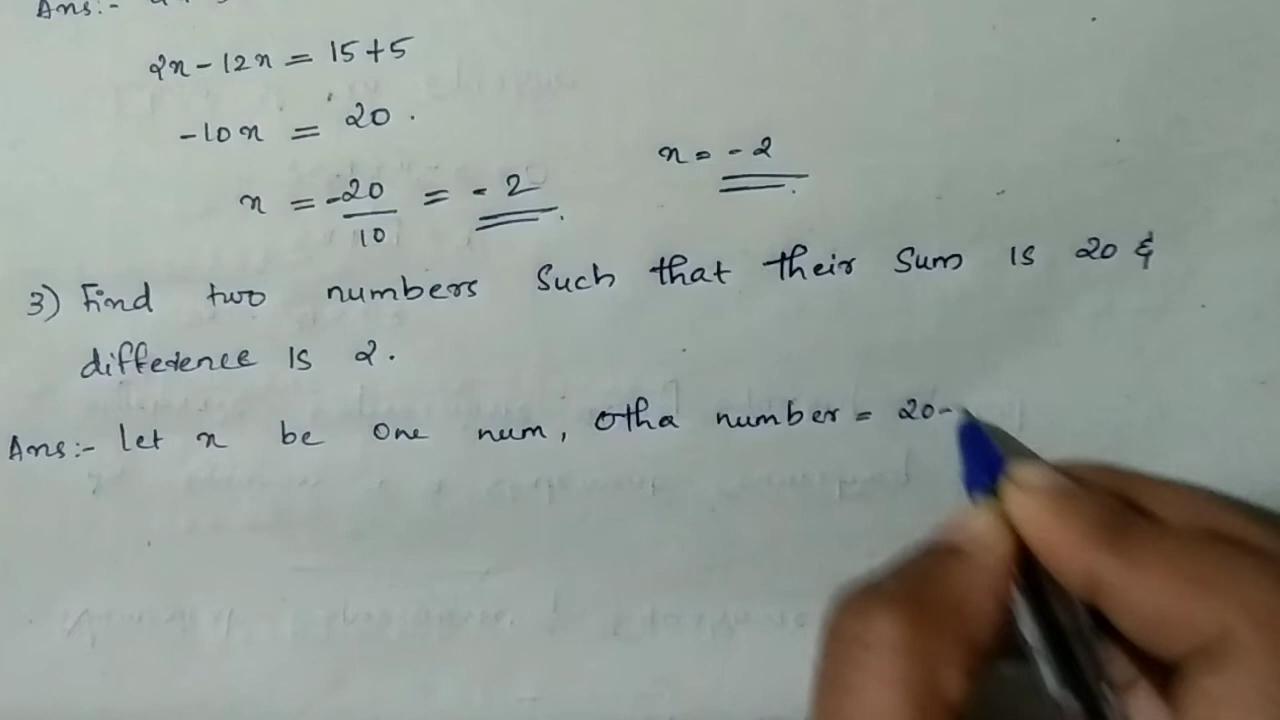 Ans:-
2x - 12x = 15 + 5
-10x = 20.
x = -2
x = -20/10 = -2.
3) Find two numbers Such that their Sum is 20 &
difference is 2.
Ans:- let x be one num, otha number = 20-